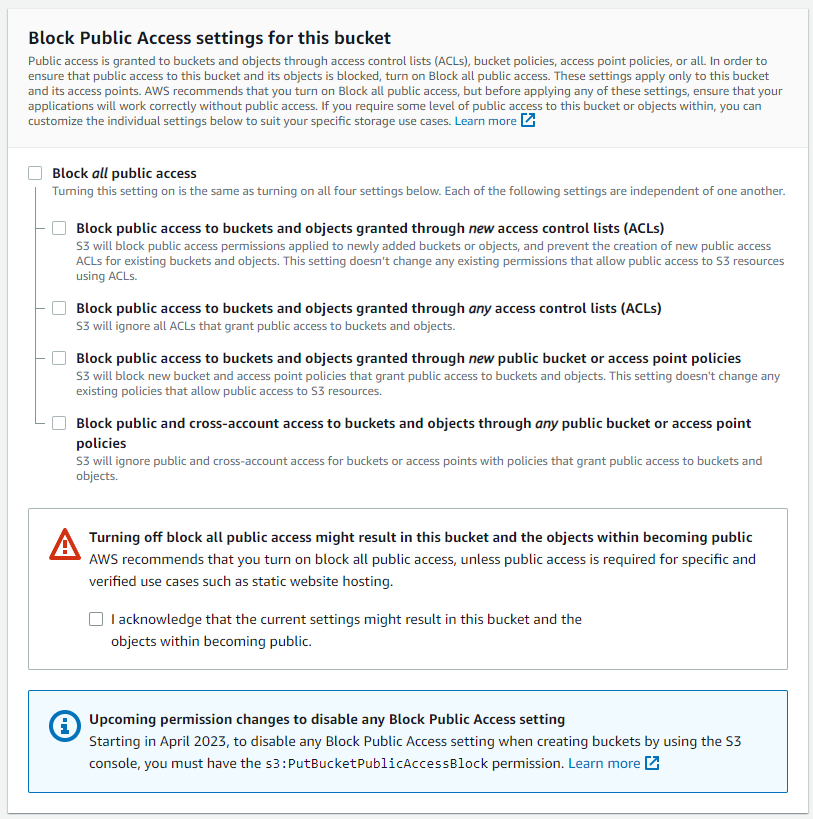 Block Public Access settings for this bucket
Public access is granted to buckets and objects through access control lists (ACLs), bucket policies, access point policies, or all. In order to
ensure that public access to this bucket and its objects is blocked, turn on Block all public access. These settings apply only to this bucket
and its access points. AWS recommends that you turn on Block all public access, but before applying any of these settings, ensure that your
applications will work correctly without public access. If you require some level of public access to this bucket or objects within, you can
customize the individual settings below to suit your specific storage use cases. Learn more
Block all public access
Turning this setting on is the same as turning on all four settings below. Each of the following settings are independent of one another.
Block public access to buckets and objects granted through new access control lists (ACLs)
S3 will block public access permissions applied to newly added buckets or objects, and prevent the creation of new public access
ACLs for existing buckets and objects. This setting doesn't change any existing permissions that allow public access to S3 resources
using ACLs.
Block public access to buckets and objects granted through any access control lists (ACLs)
S3 will ignore all ACLs that grant public access to buckets and objects.
Block public access to buckets and objects granted through new public bucket or access point policies
S3 will block new bucket and access point policies that grant public access to buckets and objects. This setting doesn't change any
existing policies that allow public access to S3 resources.
Block public and cross-account access to buckets and objects through any public bucket or access point
policies
S3 will ignore public and cross-account access for buckets or access points with policies that grant public access to buckets and
objects.
Turning off block all public access might result in this bucket and the objects within becoming public
AWS recommends that you turn on block all public access, unless public access is required for specific and
verified use cases such as static website hosting.
I acknowledge that the current settings might result in this bucket and the
objects within becoming public.
Upcoming permission changes to disable any Block Public Access setting
Starting in April 2023, to disable any Block Public Access setting when creating buckets by using the S3
console, you must have the s3:PutBucketPublicAccessBlock permission. Learn more